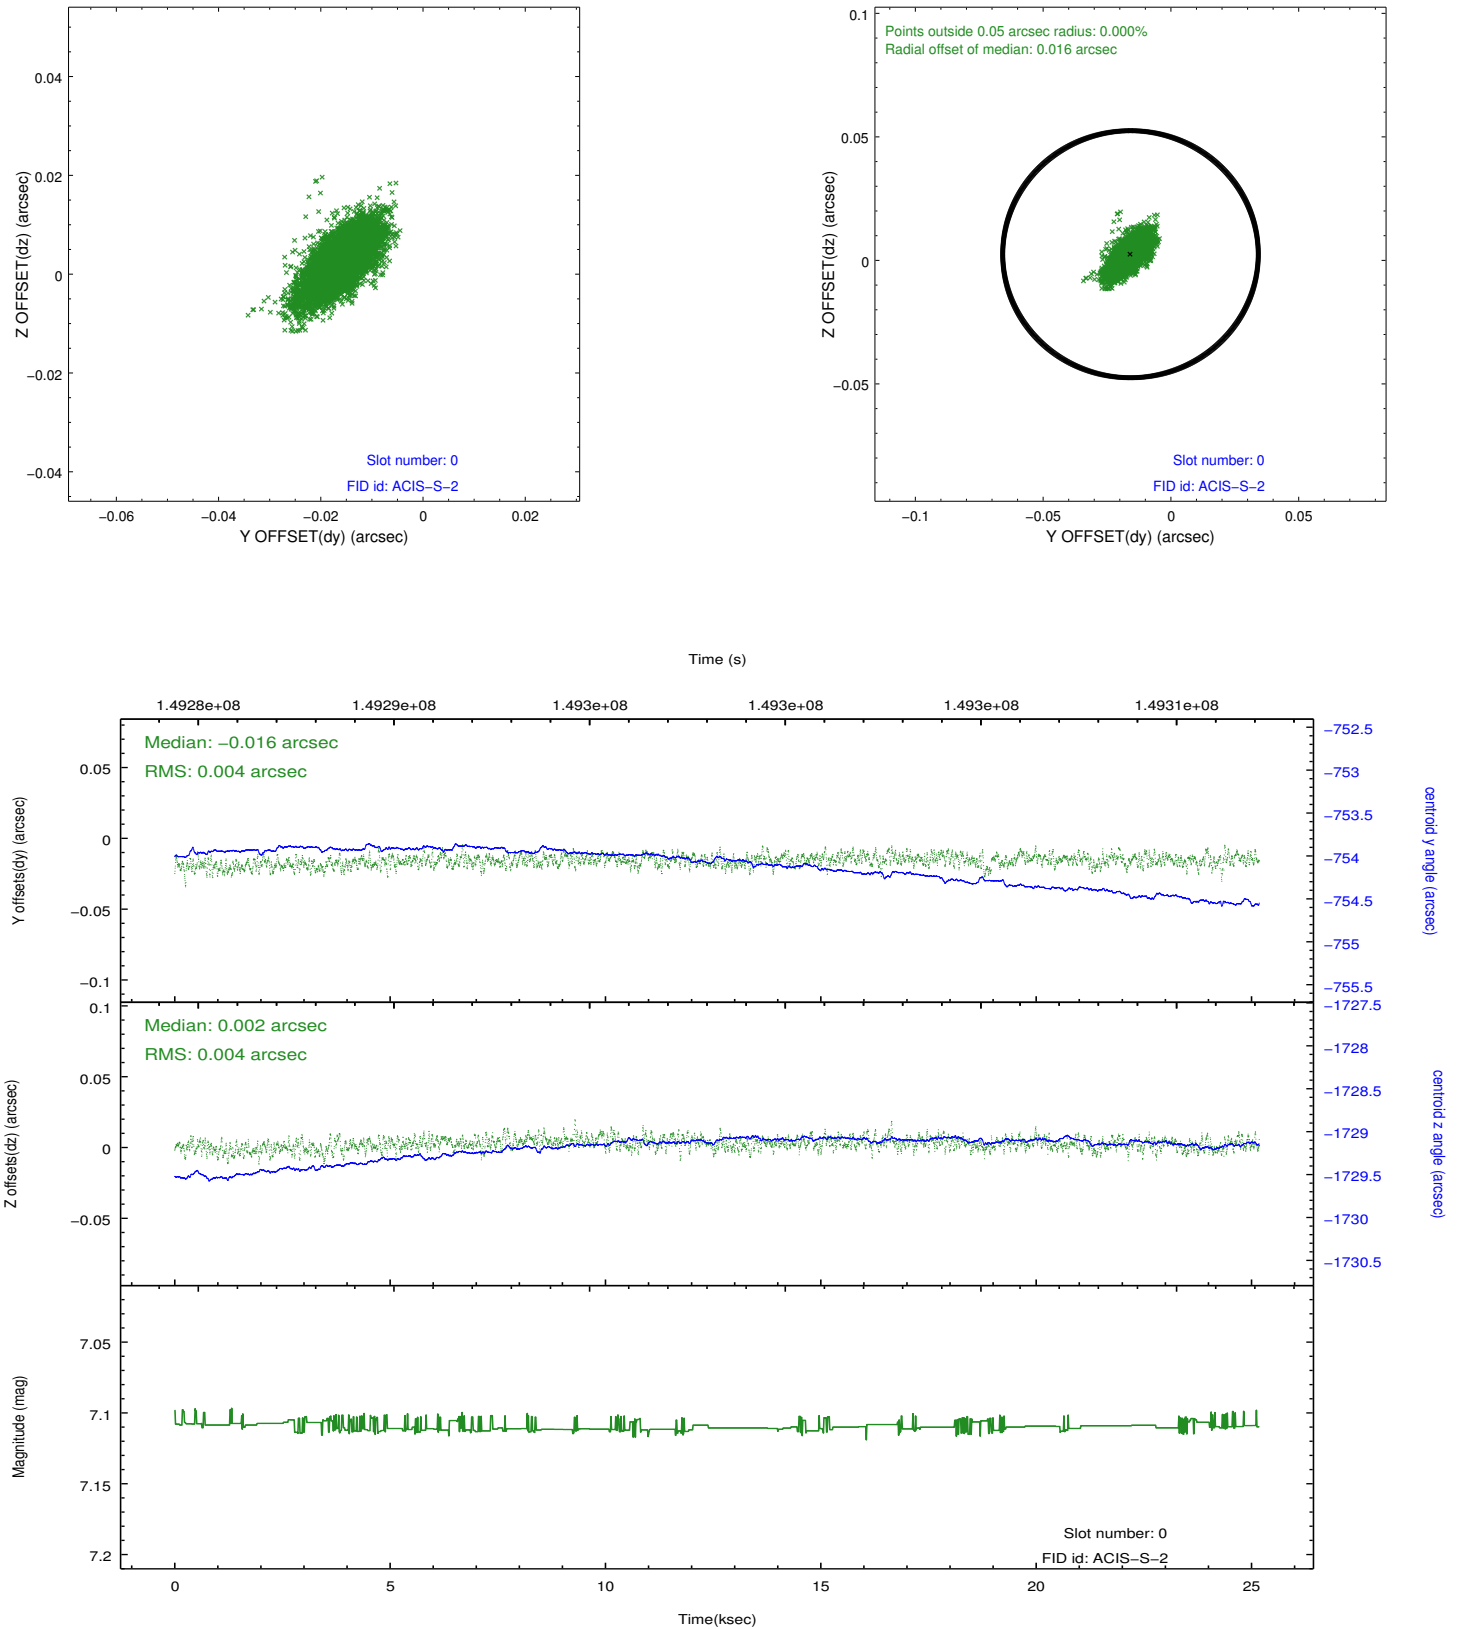 0.04
0.02
0
−0.02
−0.04
Z OFFSET(dz) (arcsec)
Slot number: 0
FID id: ACIS−S−2
−0.06
−0.04
−0.02
0
0.02
Y OFFSET(dy) (arcsec)
Points outside 0.05 arcsec radius: 0.000%
Radial offset of median: 0.016 arcsec
0.1
0.05
0
−0.05
Z OFFSET(dz) (arcsec)
Slot number: 0
FID id: ACIS−S−2
−0.1
−0.05
0
0.05
Y OFFSET(dy) (arcsec)
Time (s)
1.4928e+08
1.4929e+08
1.493e+08
1.493e+08
1.493e+08
1.4931e+08
Median: −0.016 arcsec
RMS: 0.004 arcsec
0.05
0
−0.05
−0.1
Y offsets(dy) (arcsec)
−752.5
−753
−753.5
−754
−754.5
−755
−755.5
centroid y angle (arcsec)
Median: 0.002 arcsec
RMS: 0.004 arcsec
0.1
0.05
0
−0.05
Z offsets(dz) (arcsec)
−1727.5
−1728
−1728.5
−1729
−1729.5
−1730
−1730.5
centroid z angle (arcsec)
7.05
7.1
7.15
7.2
Magnitude (mag)
Slot number: 0
FID id: ACIS−S−2
0
5
10
15
20
25
Time(ksec)